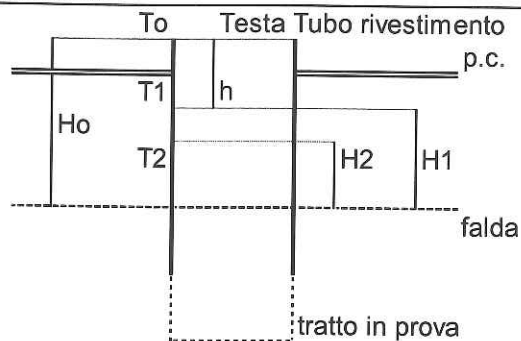 To Testa Tubo rivestimento
p.c.
T1 h
Ho
T2 H2 H1
falda
tratto in prova